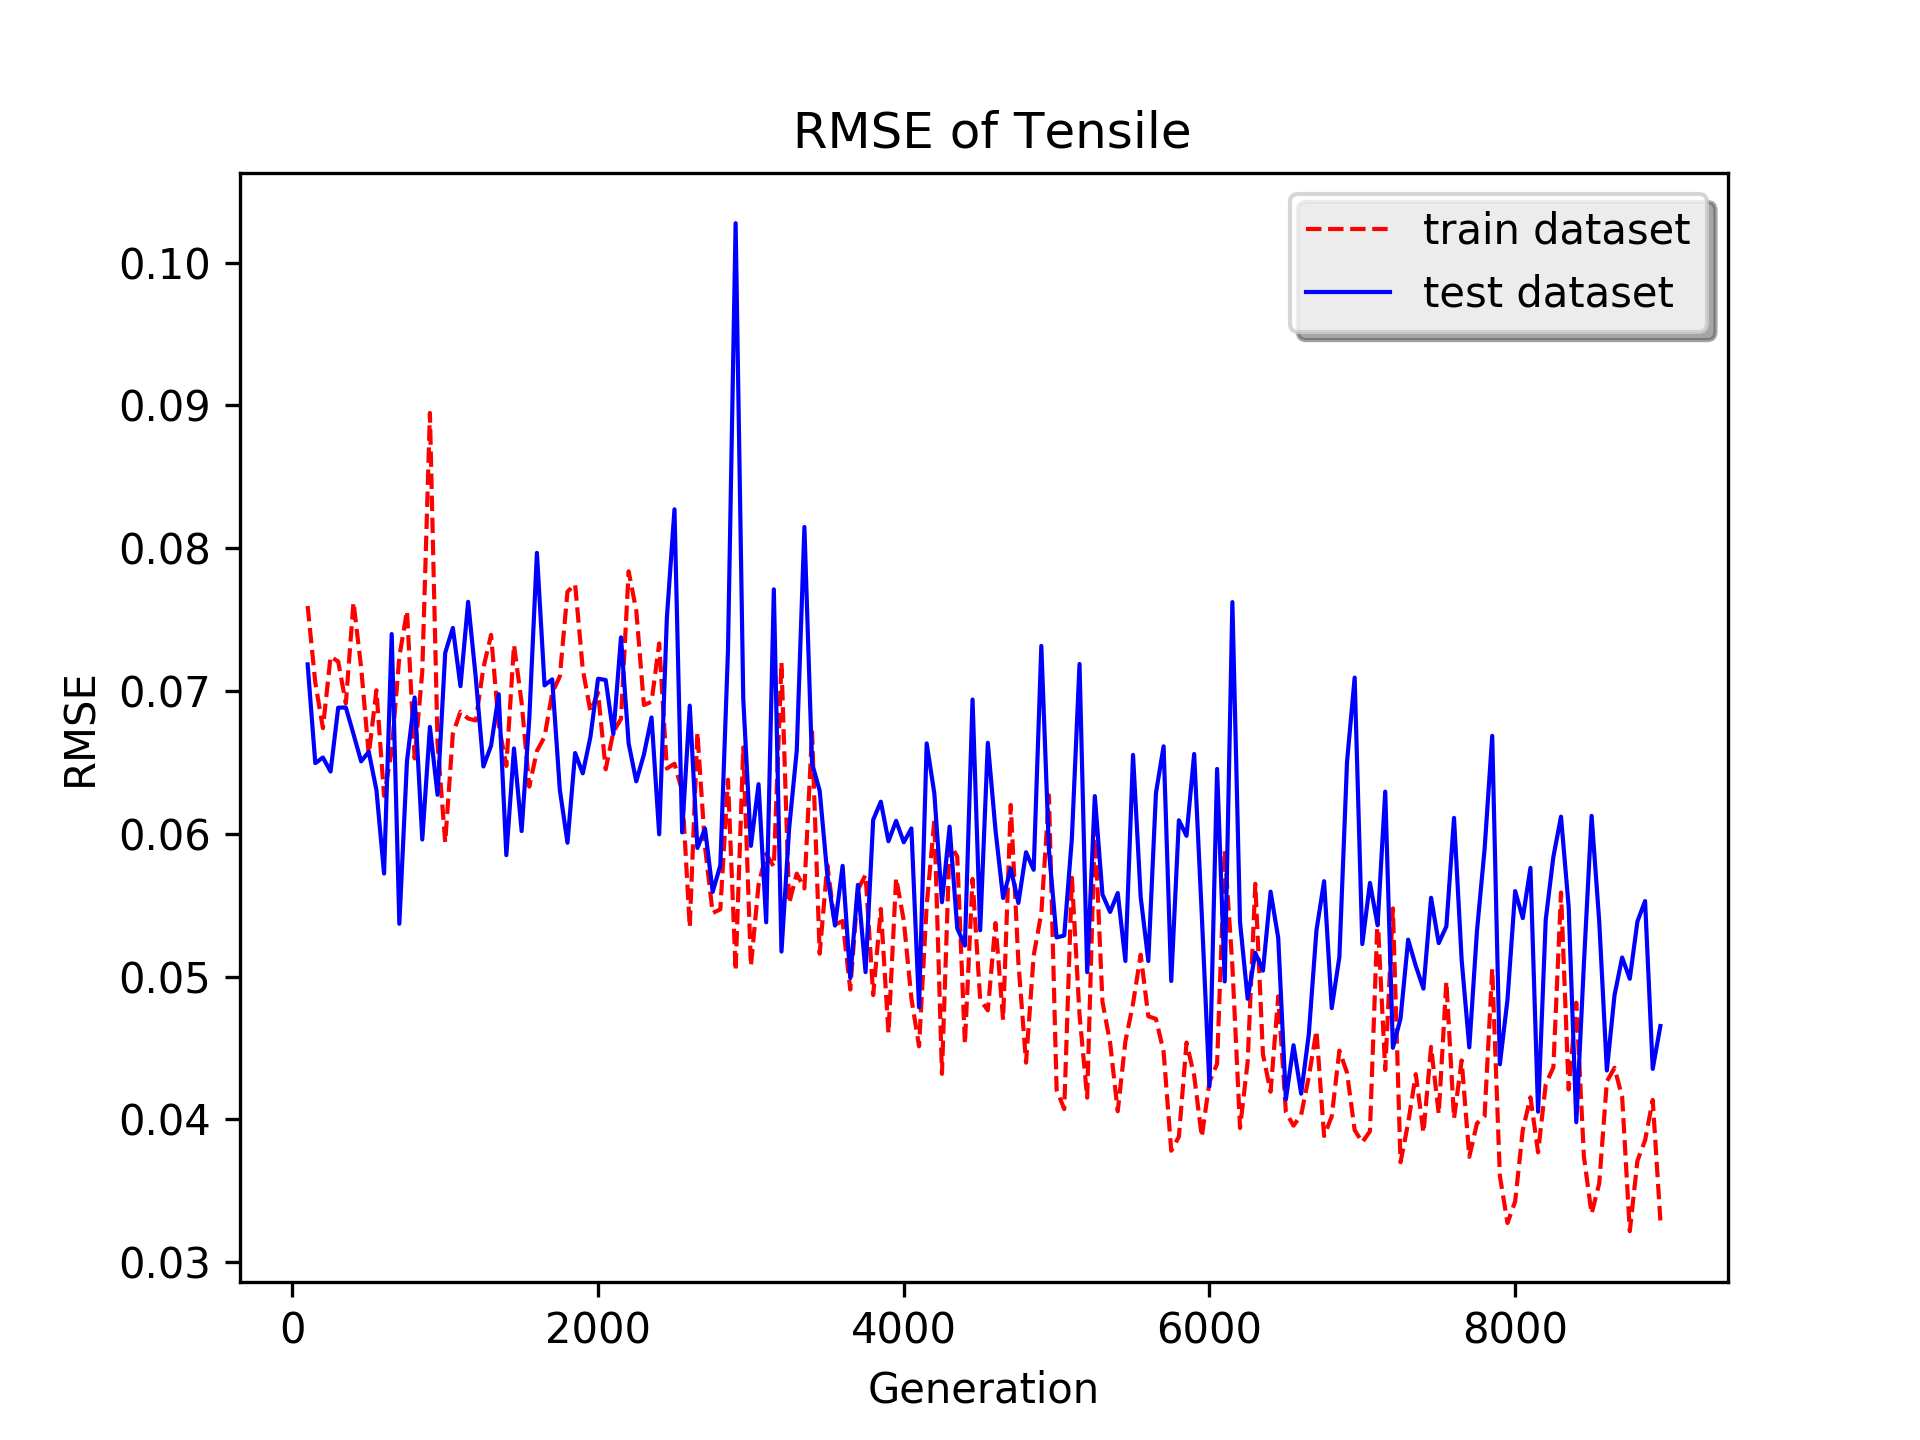 RMSE of Tensile
train dataset
test dataset
RMSE
0.10
0.09
0.08
0.07
0.06
0.05
0.04
0.03
0 2000 4000 6000 8000
Generation